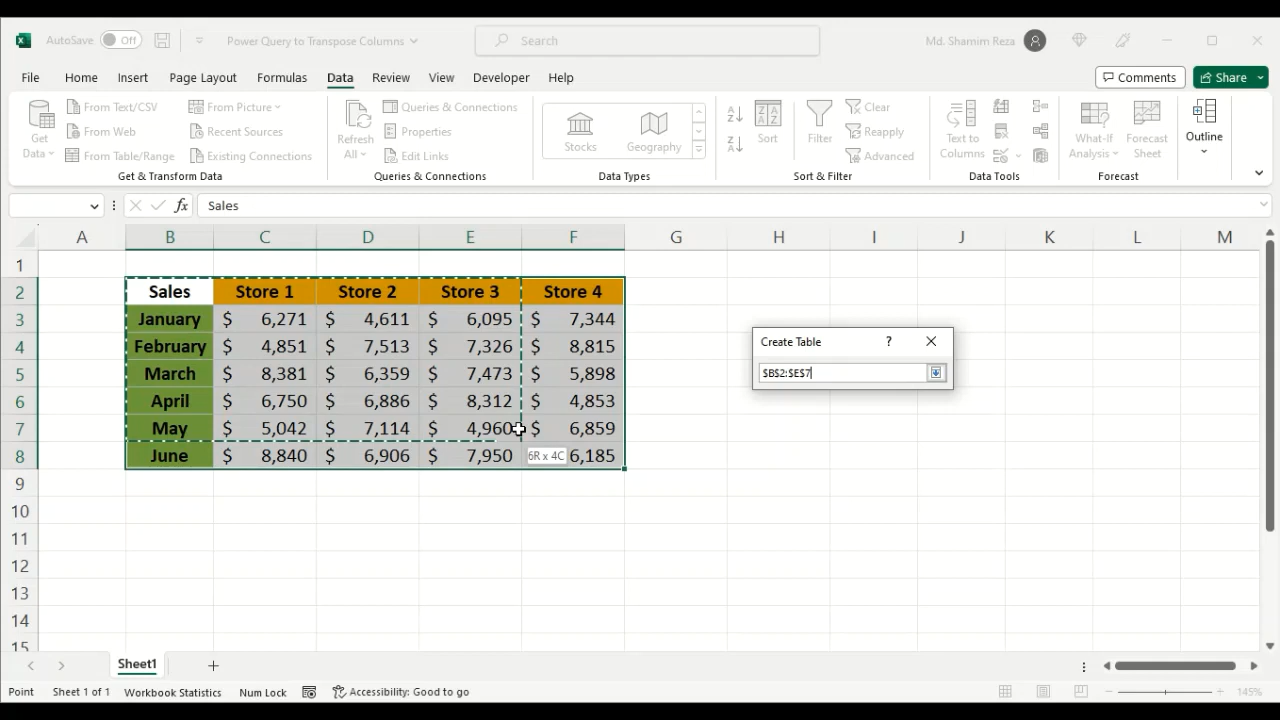 AutoSave Off Power Query to Transpose Columns Search Md. Shamim Reza
File Home Insert Page Layout Formulas Data Review View Developer Help Comments Share
Get Data From Text/CSV From Web From Table/Range From Picture Recent Sources Existing Connections
Refresh All Queries & Connections Properties Edit Links
Stocks Geography
Sort Filter Clear Reapply Advanced
Text to Columns What-If Analysis Forecast Sheet Outline
Get & Transform Data Queries & Connections Data Types Sort & Filter Data Tools Forecast
fx Sales
A B C D E F G H I J K L M
1
2 Sales Store 1 Store 2 Store 3 Store 4
3 January $ 6,271 $ 4,611 $ 6,095 $ 7,344
4 February $ 4,851 $ 7,513 $ 7,326 $ 8,815
5 March $ 8,381 $ 6,359 $ 7,473 $ 5,898
6 April $ 6,750 $ 6,886 $ 8,312 $ 4,853
7 May $ 5,042 $ 7,114 $ 4,960 $ 6,859
8 June $ 8,840 $ 6,906 $ 7,950 6R x 4C 6,185
9
10
11
12
13
14
15
Create Table ?
$B$2:$E$7
Sheet1
Point Sheet 1 of 1 Workbook Statistics Num Lock Accessibility: Good to go 145%